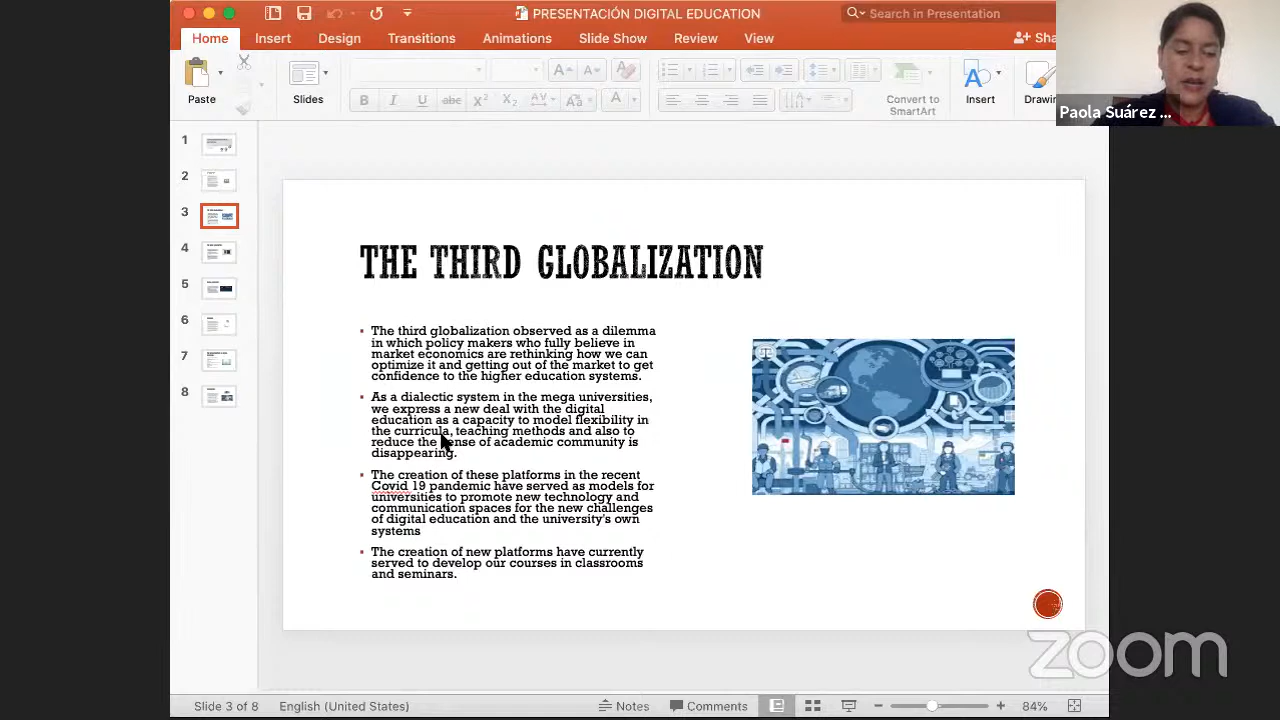 PRESENTACIÓN DIGITAL EDUCATION
Search in Presentation
Home Insert Design Transitions Animations Slide Show Review View
Sha
Paste
Slides
B I U abc X² X₂ AV Aa A
Convert to
SmartArt
Insert
Drawin
Paola Suárez ...
1
2
3
4
5
6
7
8
THE THIRD GLOBALIZATION
The third globalization observed as a dilemma
in which policy makers who fully believe in
market economics are rethinking how we can
optimize it and getting out of the market to get
confidence to the higher education systems.
As a dialectic system in the mega universities,
we express a new deal with the digital
education as a capacity to model flexibility in
the curricula, teaching methods and also to
reduce the sense of academic community is
disappearing.
The creation of these platforms in the recent
Covid 19 pandemic have served as models for
universities to promote new technology and
communication spaces for the new challenges
of digital education and the university's own
systems
The creation of new platforms have currently
served to develop our courses in classrooms
and seminars.
zoom
Slide 3 of 8 English (United States) Notes Comments 84%